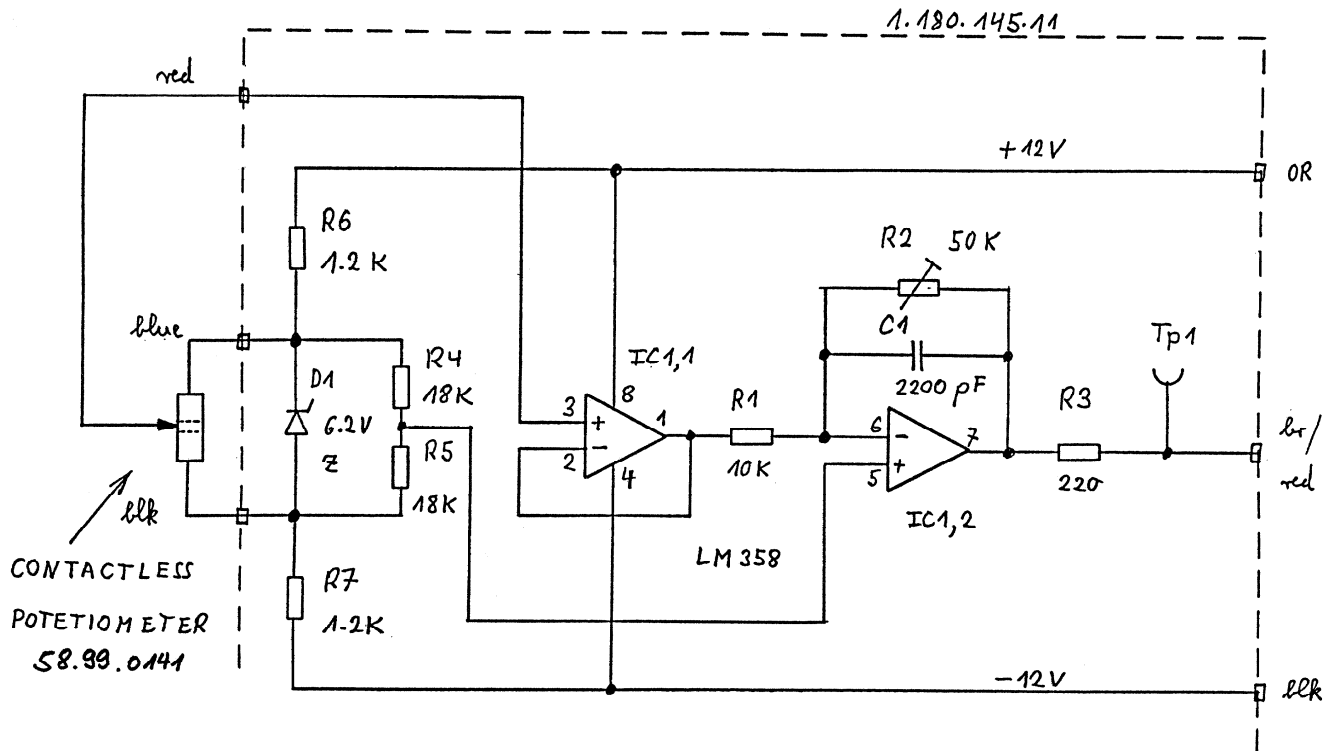 1.180.145.11
red
+12V
OR
R6
1.2K
R2 50K
C1
2200 pF
blue
D1
6.2V
Z
R4
18K
R5
18K
IC1,1
8
3
+
-
2
1
4
R1
10K
6
-
+
5
7
IC1,2
R3
220
Tp1
br/
red
LM358
blk
CONTACTLESS
POTETIOMETER
58.99.0141
R7
1.2K
-12V
blk